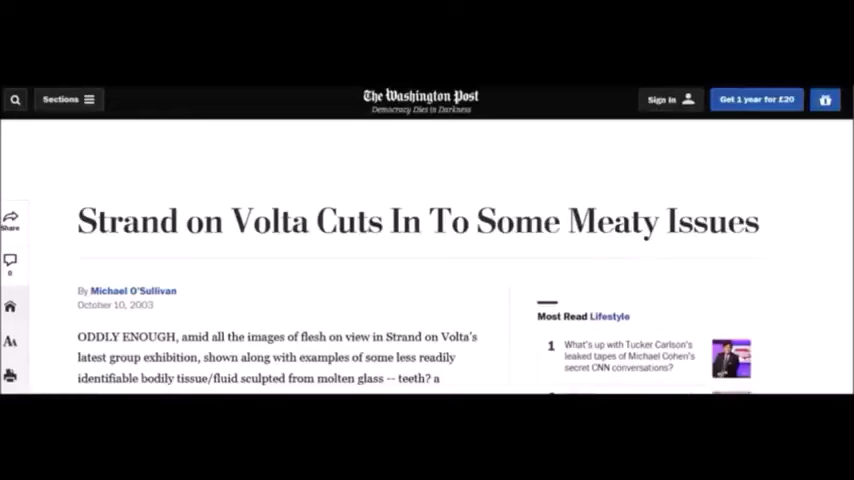 Sections
The Washington Post
Democracy Dies in Darkness
Sign In
Get 1 year for £20
Strand on Volta Cuts In To Some Meaty Issues
Share
0
By Michael O'Sullivan
October 10, 2003
ODDLY ENOUGH, amid all the images of flesh on view in Strand on Volta's
latest group exhibition, shown along with examples of some less readily
identifiable bodily tissue/fluid sculpted from molten glass -- teeth? a
AA
Most Read Lifestyle
1 What's up with Tucker Carlson's
leaked tapes of Michael Cohen's
secret CNN conversations?